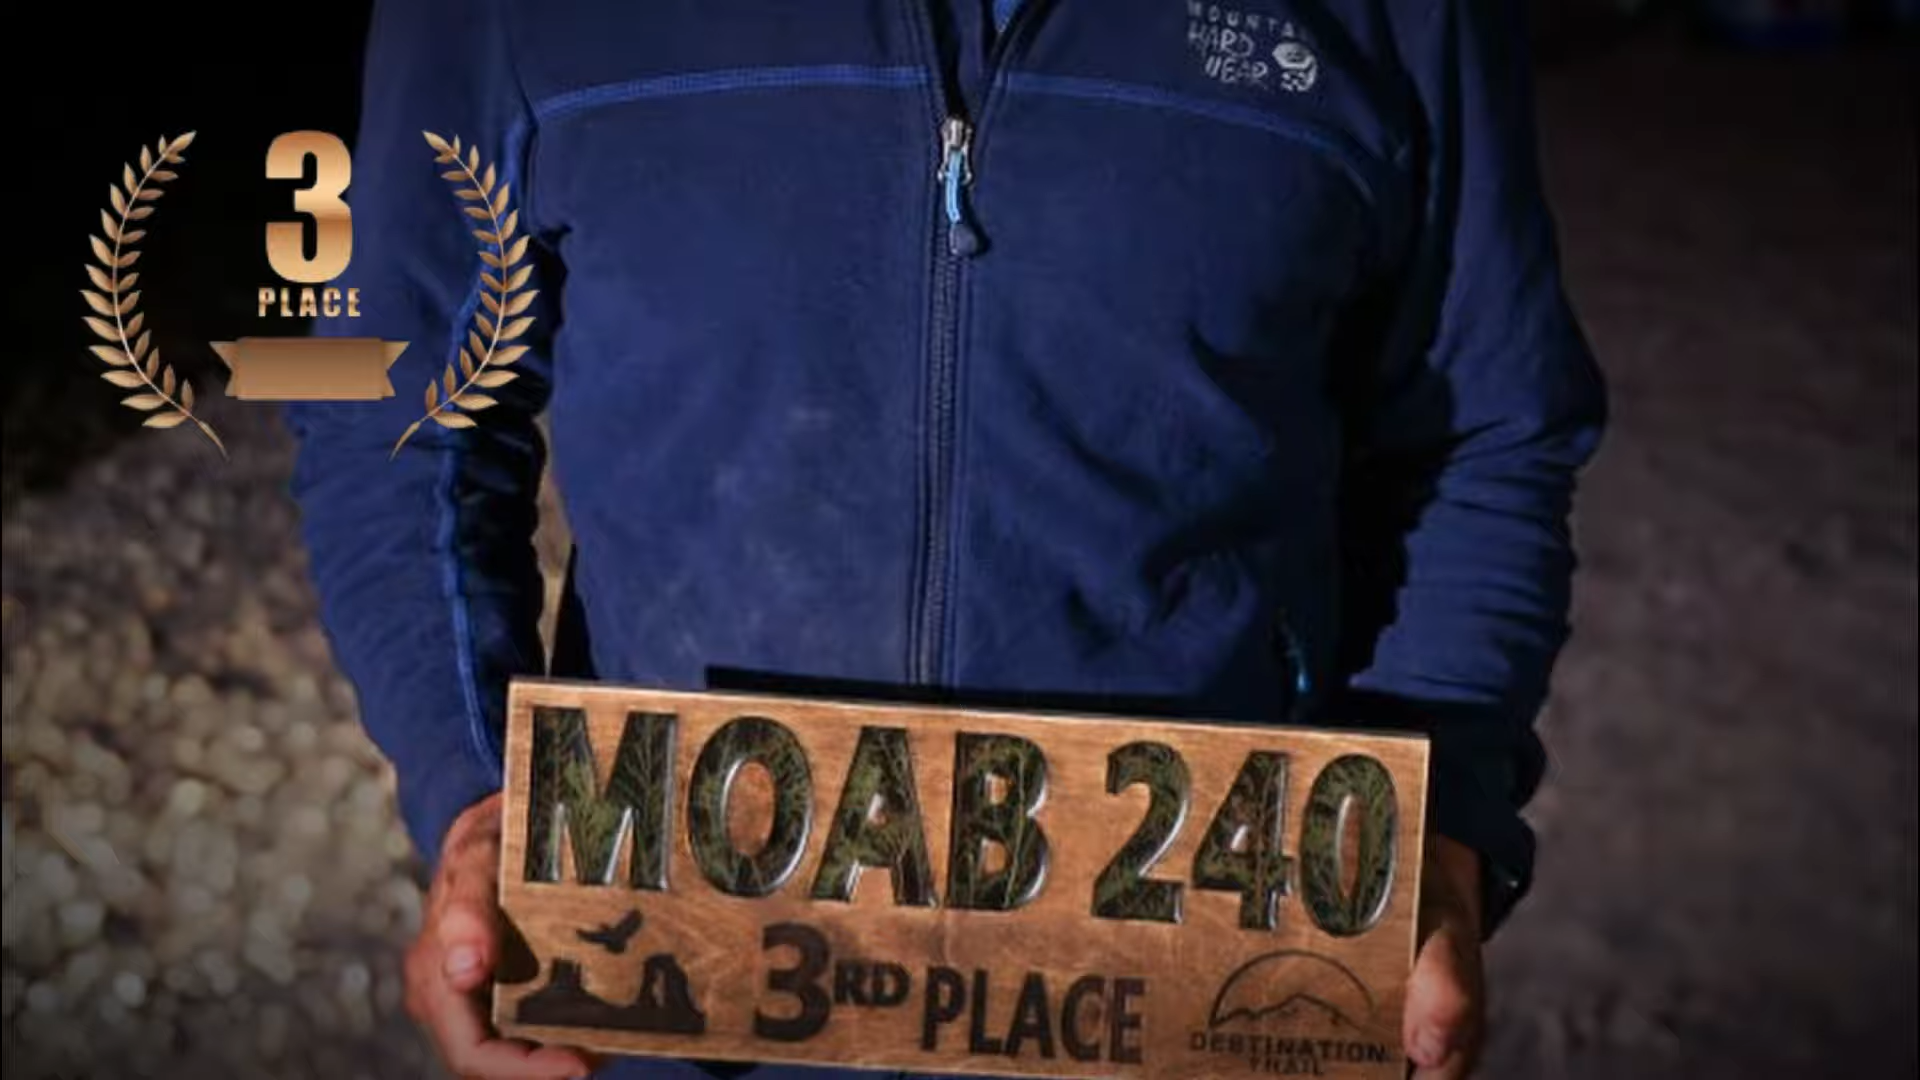 MOUNTAIN
HARD
WEAR
3
PLACE
MOAB 240
3RD PLACE
DESTINATION
TRAIL